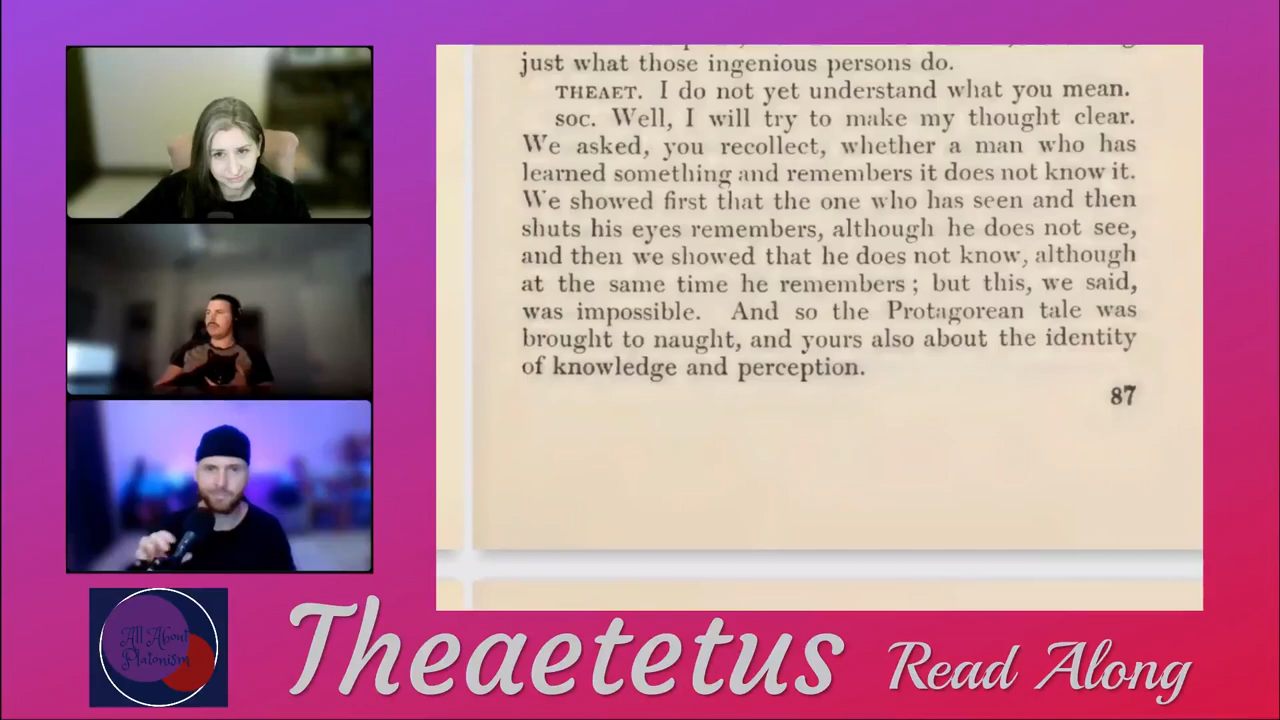 just what those ingenious persons do.
THEAET. I do not yet understand what you mean.
SOC. Well, I will try to make my thought clear.
We asked, you recollect, whether a man who has
learned something and remembers it does not know it.
We showed first that the one who has seen and then
shuts his eyes remembers, although he does not see,
and then we showed that he does not know, although
at the same time he remembers; but this, we said,
was impossible. And so the Protagorean tale was
brought to naught, and yours also about the identity
of knowledge and perception.
87
All About
Platonism
Theaetetus Read Along